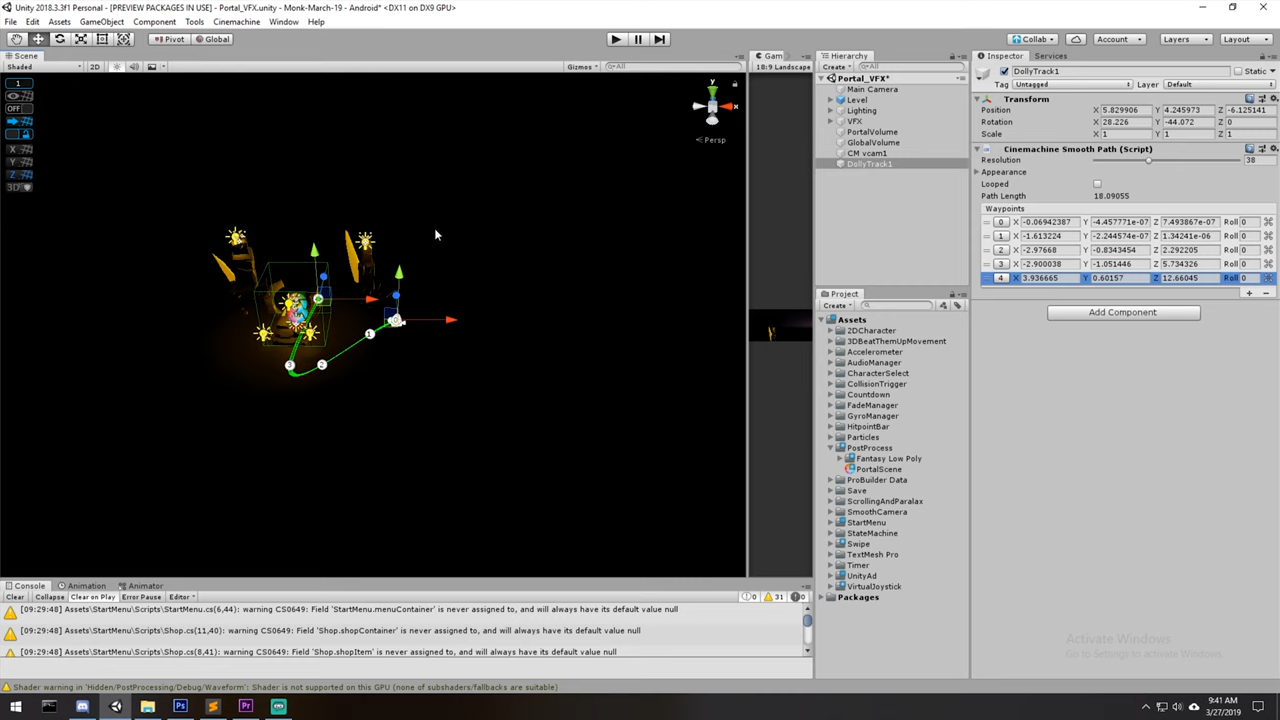 Unity 2018.3.3f1 Personal - [PREVIEW PACKAGES IN USE] - Portal_VFX.unity - Monk-March-19 - Android* <DX11 on DX9 GPU>
File Edit Assets GameObject Component Tools Cinemachine Window Help
Pivot Global Collab Account Layers Layout
Scene Gam Hierarchy Inspector Services
Shaded 2D Gizmos All 18:9 Landscape Create All
DollyTrack1 Static
Tag Untagged Layer Default
1
OFF
X
Y
Z
3D
y
x
Persp
Portal_VFX*
Main Camera
Level
Lighting
VFX
PortalVolume
GlobalVolume
CM vcam1
DollyTrack1
Transform
Position X 5.829906 Y 4.245973 Z -6.125141
Rotation X 28.226 Y -44.072 Z 0
Scale X 1 Y 1 Z 1
Cinemachine Smooth Path (Script)
Resolution 38
Appearance
Looped
Path Length 18.09055
Waypoints
0 X -0.06942387 Y -4.457771e-07 Z 7.493867e-07 Roll 0
1 X -1.613224 Y -2.244574e-07 Z 1.34241e-06 Roll 0
2 X -2.97668 Y -0.8343454 Z 2.292205 Roll 0
3 X -2.900038 Y -1.051446 Z 5.734326 Roll 0
4 X 3.936665 Y 0.60157 Z 12.66045 Roll 0
Add Component
0
1
2
3
Project
Create
Assets
2DCharacter
3DBeatThemUpMovement
Accelerometer
AudioManager
CharacterSelect
CollisionTrigger
Countdown
FadeManager
GyroManager
HitpointBar
Particles
PostProcess
Fantasy Low Poly
PortalScene
ProBuilder Data
Save
ScrollingAndParalax
SmoothCamera
StartMenu
StateMachine
Swipe
TextMesh Pro
Timer
UnityAd
VirtualJoystick
Packages
Console Animation Animator
Clear Collapse Clear on Play Error Pause Editor 0 31 0
[09:29:48] Assets\StartMenu\Scripts\StartMenu.cs(6,44): warning CS0649: Field 'StartMenu.menuContainer' is never assigned to, and will always have its default value null
[09:29:48] Assets\StartMenu\Scripts\Shop.cs(11,40): warning CS0649: Field 'Shop.shopContainer' is never assigned to, and will always have its default value null
[09:29:48] Assets\StartMenu\Scripts\Shop.cs(8,41): warning CS0649: Field 'Shop.shopItem' is never assigned to, and will always have its default value null
Shader warning in 'Hidden/PostProcessing/Debug/Waveform': Shader is not supported on this GPU (none of subshaders/fallbacks are suitable)
Activate Windows
Go to Settings to activate Windows.
Ps Pr
9:41 AM
3/27/2019